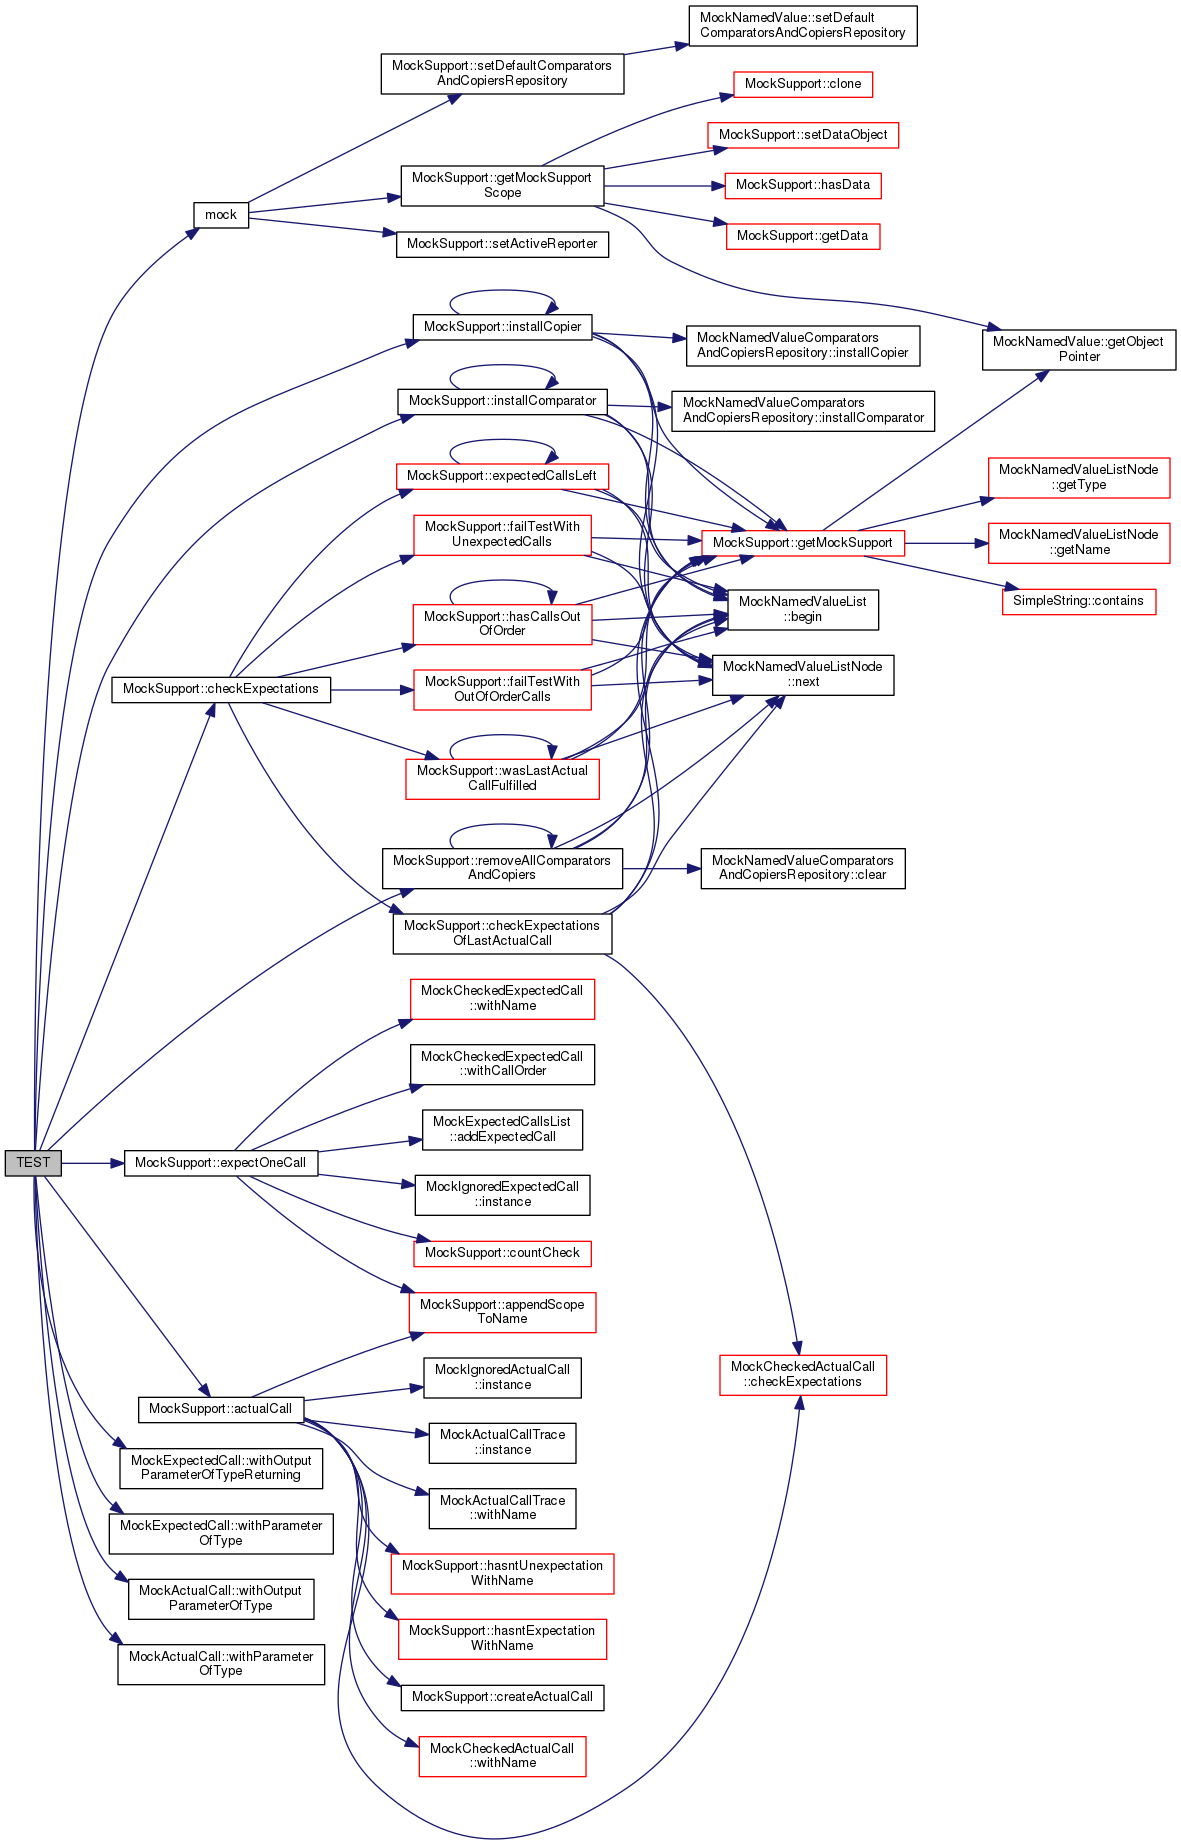 MockNamedValue::setDefault
ComparatorsAndCopiersRepository
MockSupport::setDefaultComparators
AndCopiersRepository
MockSupport::clone
MockSupport::setDataObject
MockSupport::getMockSupport
Scope
MockSupport::hasData
mock
MockSupport::getData
MockSupport::setActiveReporter
MockSupport::installCopier
MockNamedValueComparators
AndCopiersRepository::installCopier
MockNamedValue::getObject
Pointer
MockSupport::installComparator
MockNamedValueComparators
AndCopiersRepository::installComparator
MockSupport::expectedCallsLeft
MockNamedValueListNode
::getType
MockSupport::failTestWith
UnexpectedCalls
MockSupport::getMockSupport
MockNamedValueListNode
::getName
MockSupport::hasCallsOut
OfOrder
MockNamedValueList
::begin
SimpleString::contains
MockSupport::checkExpectations
MockSupport::failTestWith
OutOfOrderCalls
MockNamedValueListNode
::next
MockSupport::wasLastActual
CallFulfilled
MockSupport::removeAllComparators
AndCopiers
MockNamedValueComparators
AndCopiersRepository::clear
MockSupport::checkExpectations
OfLastActualCall
MockCheckedExpectedCall
::withName
MockCheckedExpectedCall
::withCallOrder
MockExpectedCallsList
::addExpectedCall
TEST
MockSupport::expectOneCall
MockIgnoredExpectedCall
::instance
MockSupport::countCheck
MockSupport::appendScope
ToName
MockIgnoredActualCall
::instance
MockCheckedActualCall
::checkExpectations
MockSupport::actualCall
MockActualCallTrace
::instance
MockExpectedCall::withOutput
ParameterOfTypeReturning
MockActualCallTrace
::withName
MockExpectedCall::withParameter
OfType
MockSupport::hasntUnexpectation
WithName
MockActualCall::withOutput
ParameterOfType
MockSupport::hasntExpectation
WithName
MockActualCall::withParameter
OfType
MockSupport::createActualCall
MockCheckedActualCall
::withName